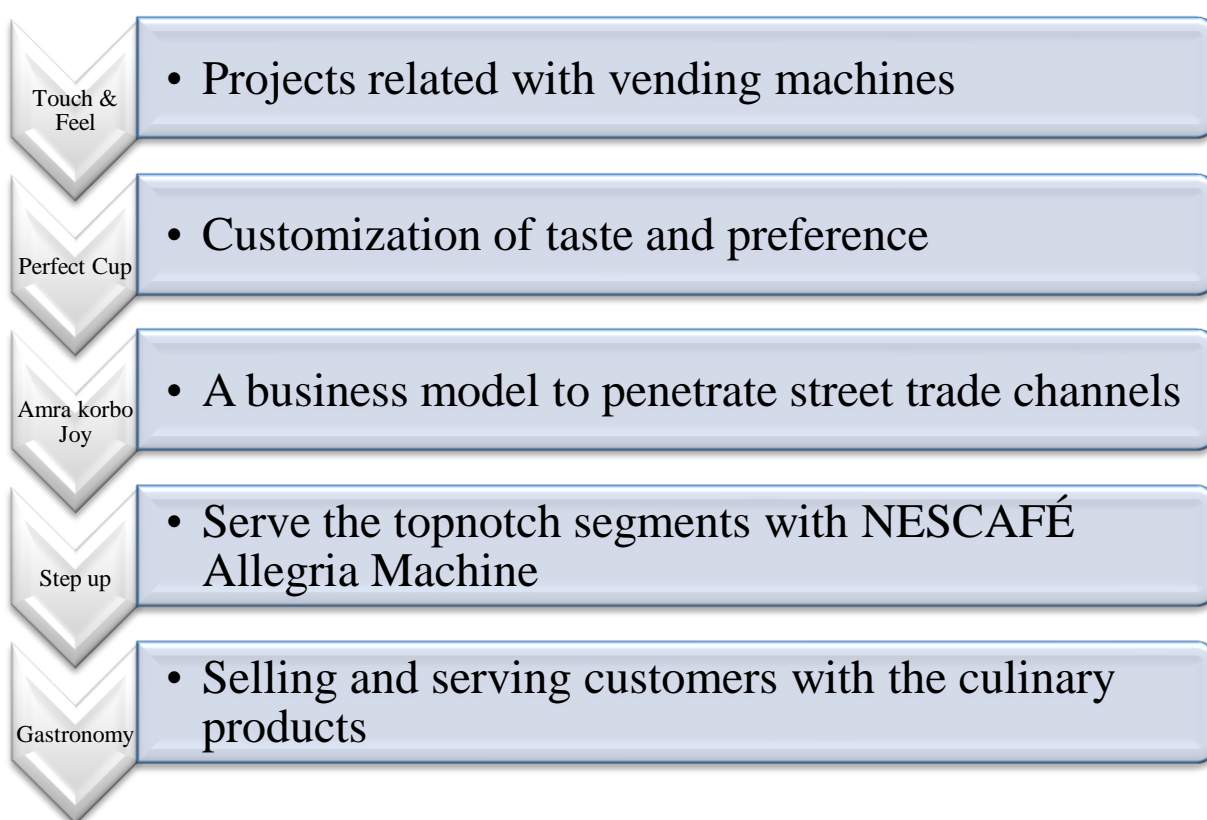 Touch &
Feel
• Projects related with vending machines
Perfect Cup
• Customization of taste and preference
Amra korbo
Joy
• A business model to penetrate street trade channels
Step up
• Serve the topnotch segments with NESCAFÉ
Allegria Machine
Gastronomy
• Selling and serving customers with the culinary
products